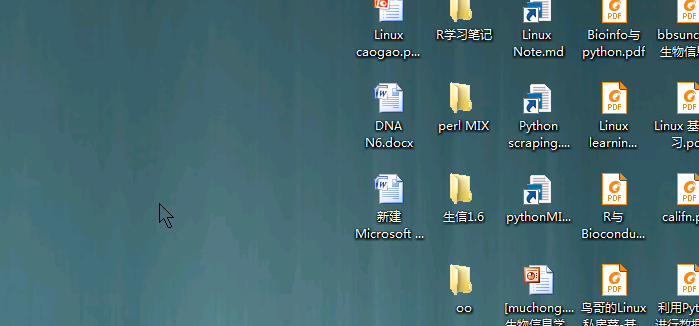 Linux
caogao.p...
R学习笔记
Linux
Note.md
Bioinfo与
python.pdf
bbsunc
生物信息
DNA
N6.docx
perl MIX
Python
scraping....
Linux
learnin...
Linux 基
习.pc
新建
Microsoft ...
生信1.6
pythonMI...
R与
Biocondu...
califn.p
oo
[muchong....
生物信息学
鸟哥的Linux
私房菜-基
利用Pyt
进行数据